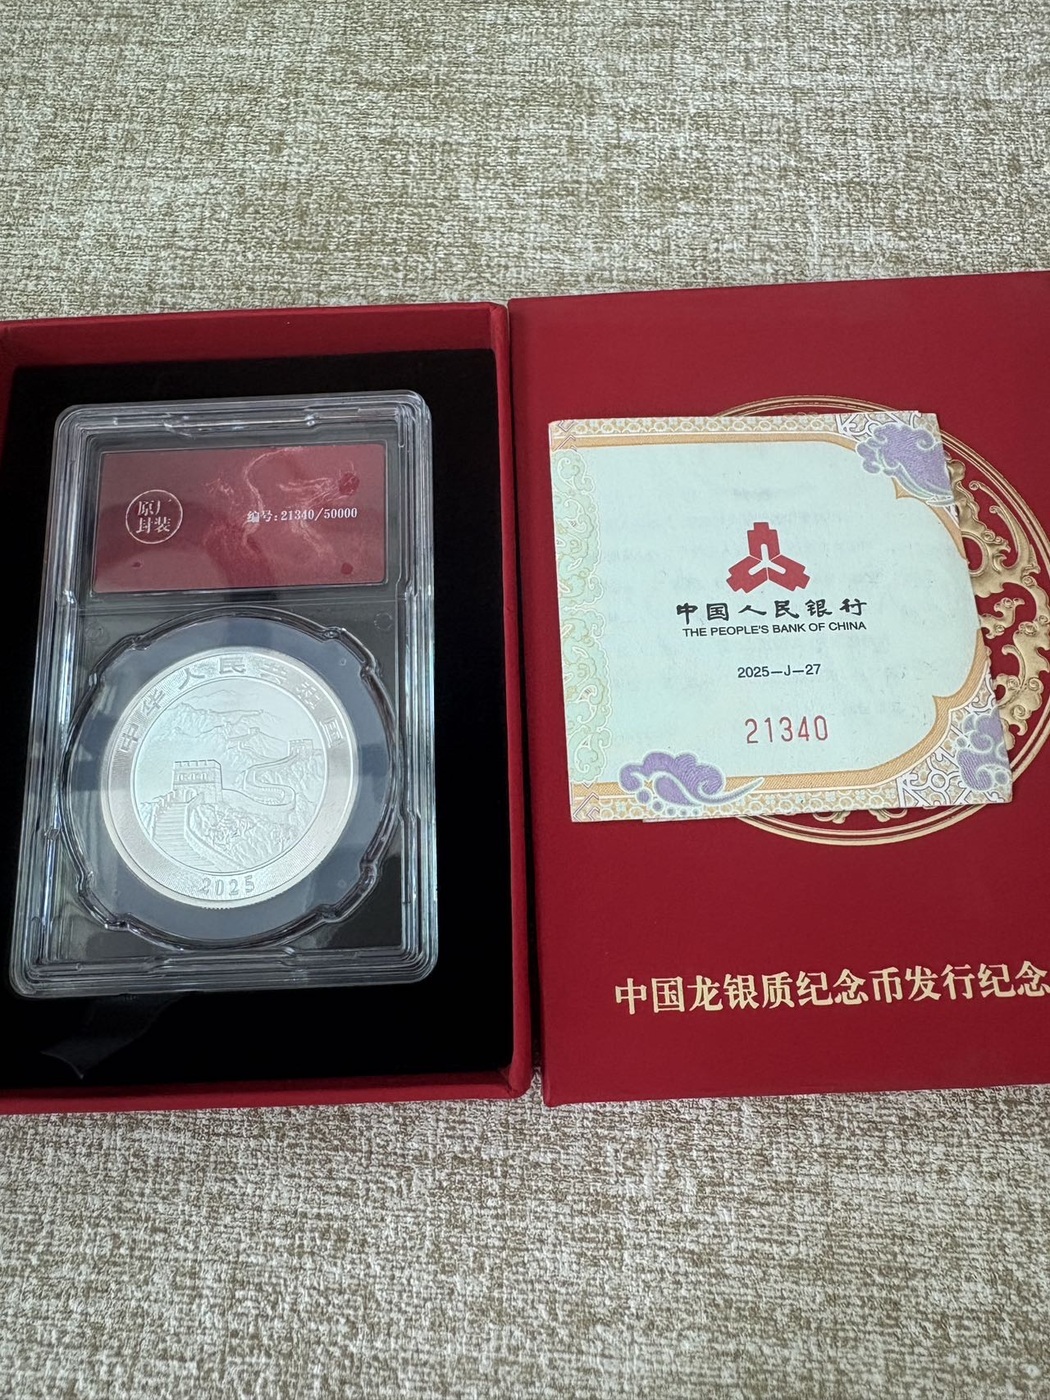 原厂
封装
编号:21340/50000
中华人民共和国
2025
中国人民银行
THE PEOPLE'S BANK OF CHINA
2025—J—27
21340
中国龙银质纪念币发行纪念